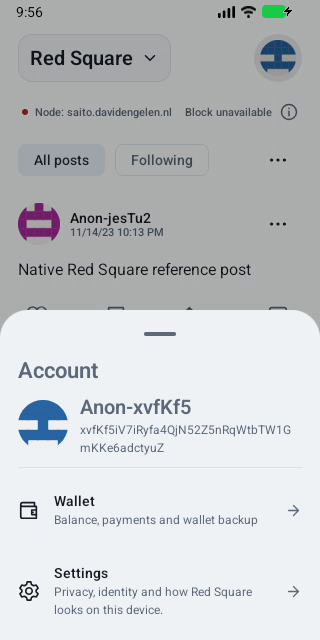 9:56
Red Square
Node: saito.davidengelen.nl Block unavailable
All posts Following
Anon-jesTu2
11/14/23 10:13 PM
Native Red Square reference post
Account
Anon-xvfKf5
xvfKf5iV7iRyfa4QjN52Z5nRqWtbTW1G
mKKe6adctyuZ
Wallet
Balance, payments and wallet backup
Settings
Privacy, identity and how Red Square
looks on this device.